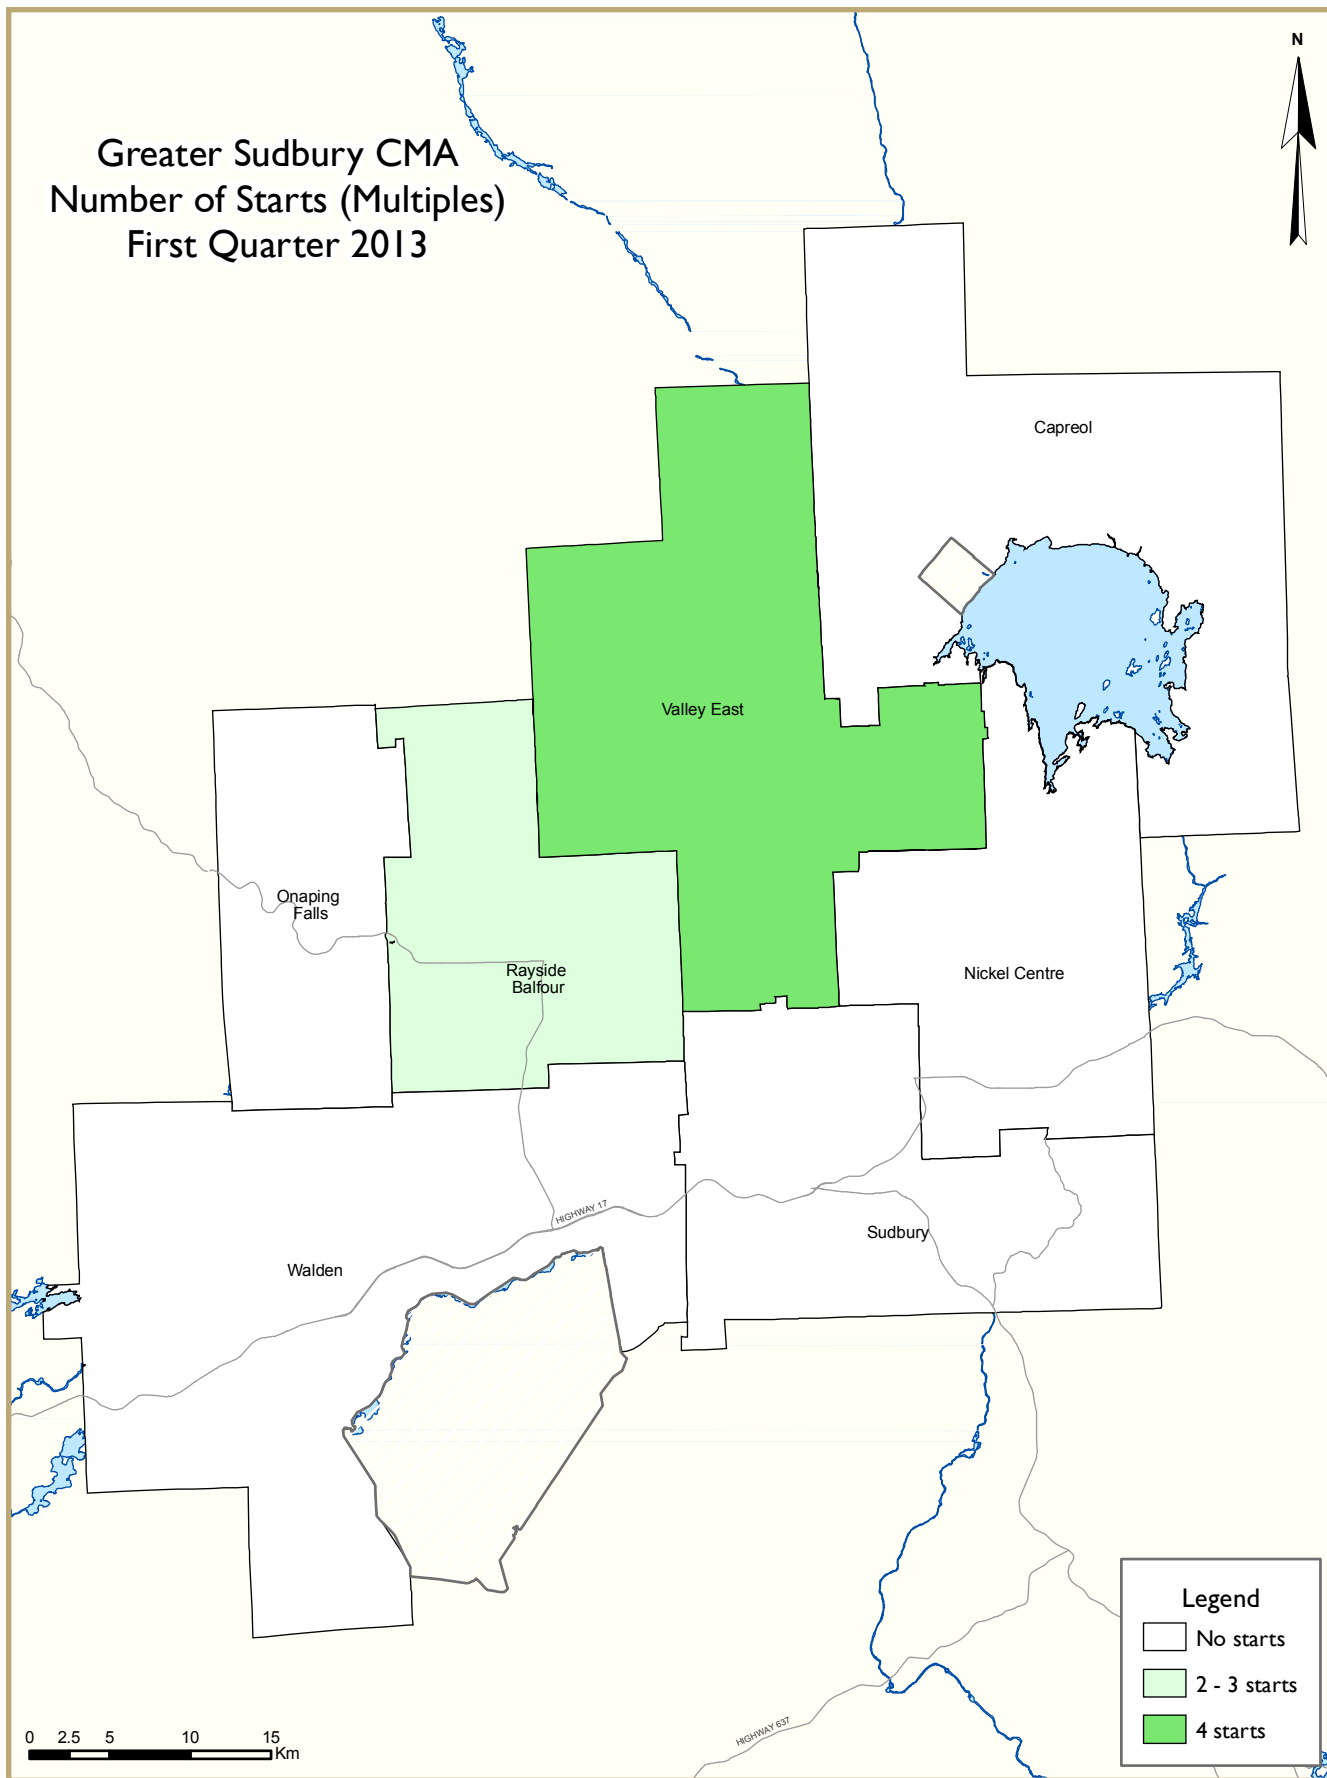 N
Greater Sudbury CMA
Number of Starts (Multiples)
First Quarter 2013
Capreol
Valley East
Onaping
Falls
Rayside
Balfour
Nickel Centre
HIGHWAY 17
Sudbury
Walden
Legend
No starts
2 - 3 starts
4 starts
HIGHWAY 637
0 2.5 5 10 15
Km